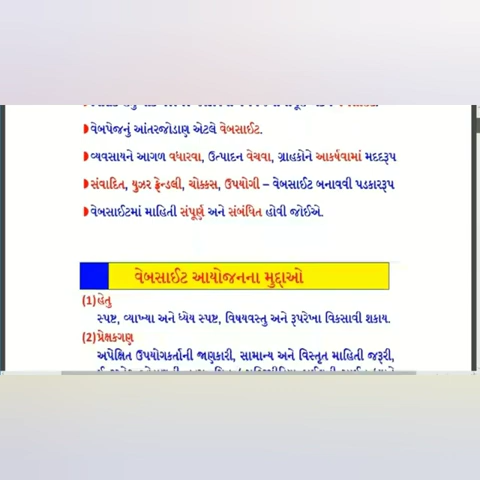 ◗વેબપેજનું આંતરજોડાણ એટલે વેબસાઈટ.
◗વ્યવસાયને આગળ વધારવા, ઉત્પાદન વેચવા, ગ્રાહકોને આકર્ષવામાં મદદરૂપ
◗સંવાદિત, યુઝર ફ્રેન્ડલી, ચોક્કસ, ઉપયોગી – વેબસાઈટ બનાવવી પડકારરૂપ
◗વેબસાઈટમાં માહિતી સંપૂર્ણ અને સંબંધિત હોવી જોઈએ.
વેબસાઈટ આયોજનના મુદ્દાઓ
(1)હેતુ
સ્પષ્ટ, વ્યાખ્યા અને ધ્યેય સ્પષ્ટ, વિષયવસ્તુ અને રૂપરેખા વિકસાવી શકાય.
(2)પ્રેક્ષકગણ
અપેક્ષિત ઉપયોગકર્તાની જાણકારી, સામાન્ય અને વિસ્તૃત માહિતી જરૂરી,